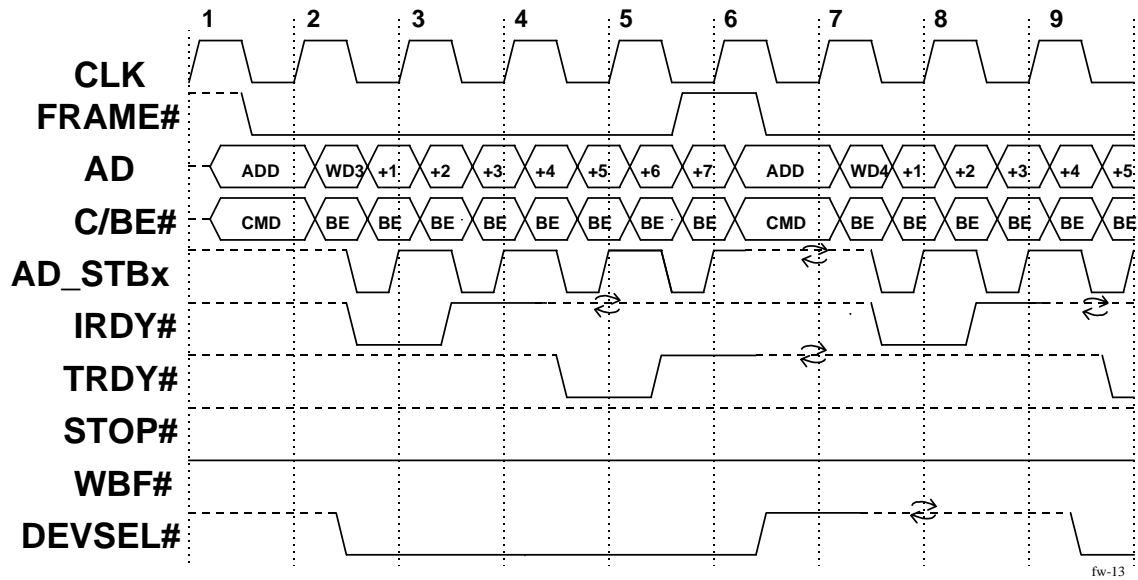 1 2 3 4 5 6 7 8 9
CLK
FRAME#
AD ADD WD3 +1 +2 +3 +4 +5 +6 +7 ADD WD4 +1 +2 +3 +4 +5
C/BE# CMD BE BE BE BE BE BE BE BE CMD BE BE BE BE BE BE
AD_STBx
IRDY#
TRDY#
STOP#
WBF#
DEVSEL#
fw-13